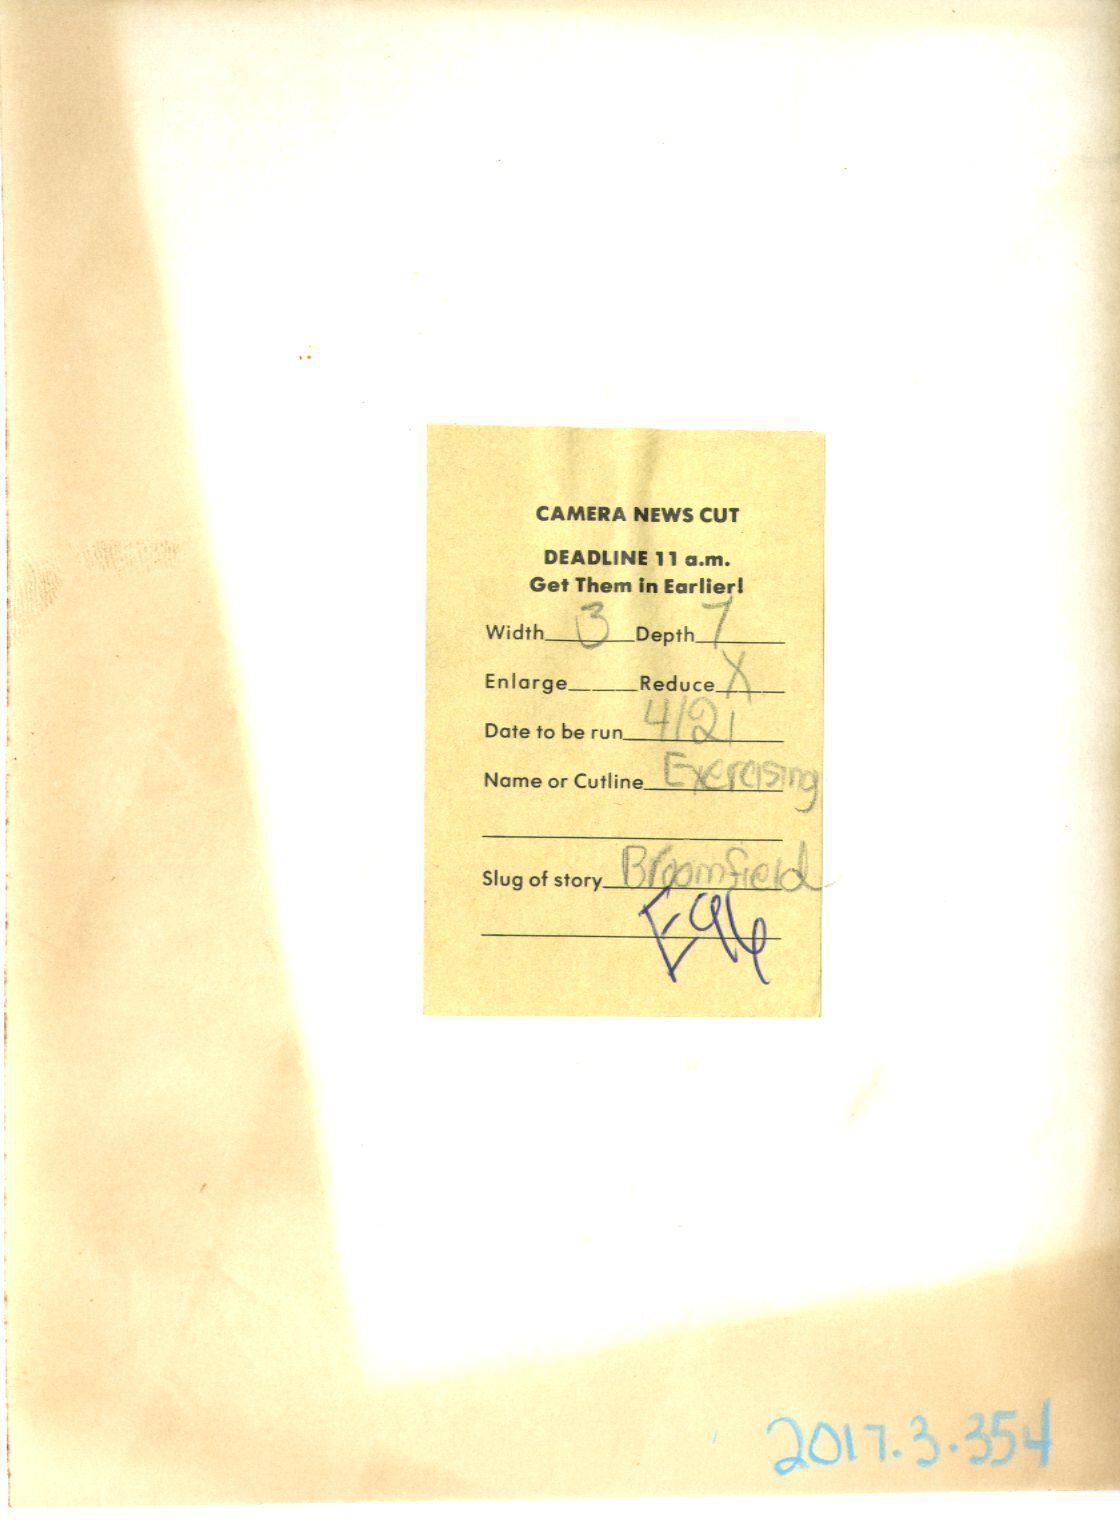 CAMERA NEWS CUT
DEADLINE 11 a.m.
Get Them in Earlier!
Width 3 Depth 7
Enlarge Reduce X
Date to be run 4/21
Name or Cutline Exercising
Slug of story Broomfield
2017.3.354